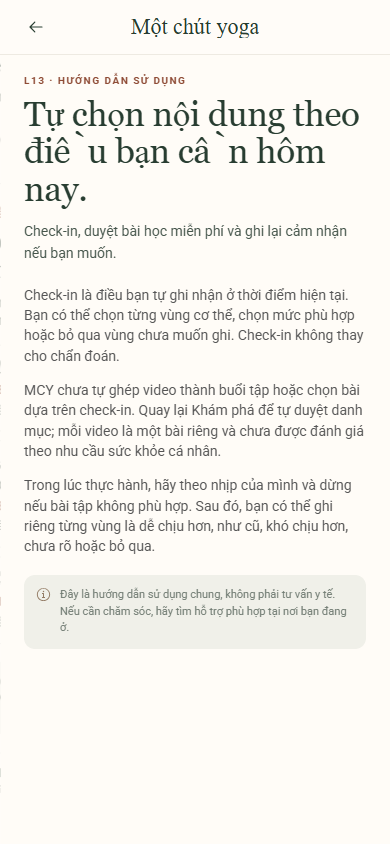 Một chút yoga
L13 · HƯỚNG DẪN SỬ DỤNG
Tự chọn nội dung theo
điều bạn cần hôm
nay.
Check-in, duyệt bài học miễn phí và ghi lại cảm nhận
nếu bạn muốn.
Check-in là điều bạn tự ghi nhận ở thời điểm hiện tại.
Bạn có thể chọn từng vùng cơ thể, chọn mức phù hợp
hoặc bỏ qua vùng chưa muốn ghi. Check-in không thay
cho chẩn đoán.
MCY chưa tự ghép video thành buổi tập hoặc chọn bài
dựa trên check-in. Quay lại Khám phá để tự duyệt danh
mục; mỗi video là một bài riêng và chưa được đánh giá
theo nhu cầu sức khỏe cá nhân.
Trong lúc thực hành, hãy theo nhịp của mình và dừng
nếu bài tập không phù hợp. Sau đó, bạn có thể ghi
riêng từng vùng là dễ chịu hơn, như cũ, khó chịu hơn,
chưa rõ hoặc bỏ qua.
Đây là hướng dẫn sử dụng chung, không phải tư vấn y tế.
Nếu cần chăm sóc, hãy tìm hỗ trợ phù hợp tại nơi bạn đang
ở.